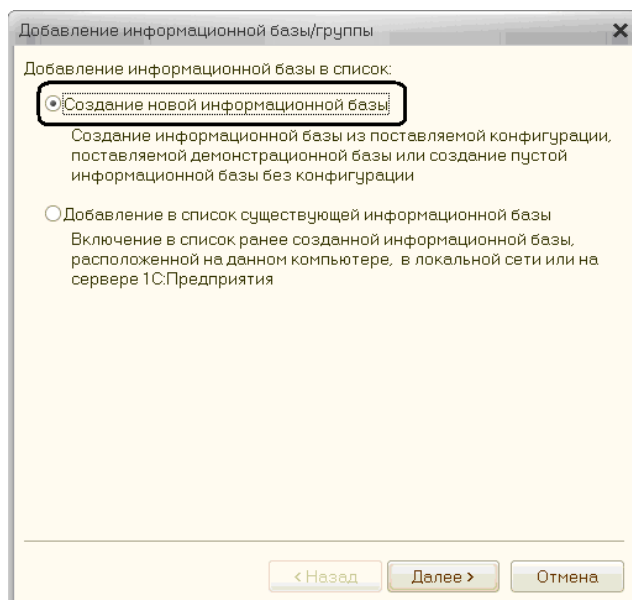 Добавление информационной базы/группы
Добавление информационной базы в список:
Создание новой информационной базы
Создание информационной базы из поставляемой конфигурации,
поставляемой демонстрационной базы или создание пустой
информационной базы без конфигурации
Добавление в список существующей информационной базы
Включение в список ранее созданной информационной базы,
расположенной на данном компьютере, в локальной сети или на
сервере 1С:Предприятия
< Назад Далее > Отмена